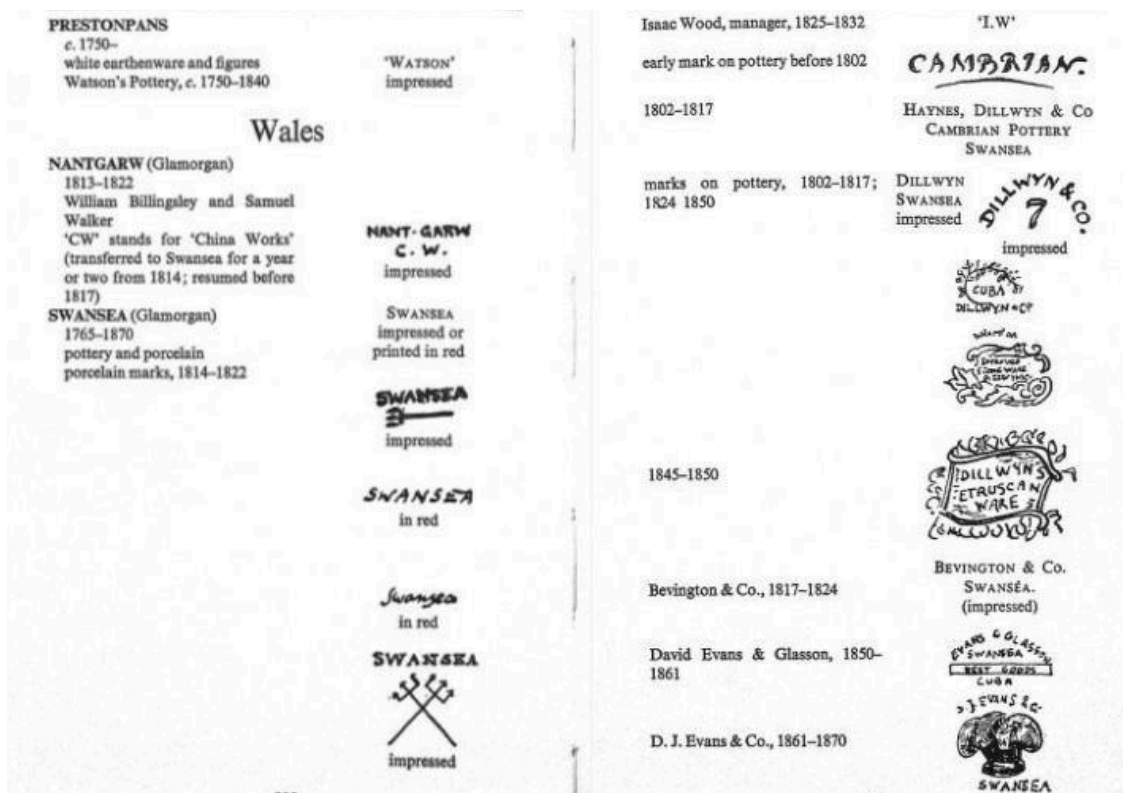 PRESTONPANS
c. 1750–
white earthenware and figures
'WATSON'
Watson's Pottery, c. 1750–1840
impressed
Wales
NANTGARW (Glamorgan)
1813–1822
William Billingsley and Samuel
Walker
'CW' stands for 'China Works'
(transferred to Swansea for a year
or two from 1814; resumed before
1817)
NANT-GARW
C. W.
impressed
SWANSEA (Glamorgan)
1765–1870
pottery and porcelain
porcelain marks, 1814–1822
SWANSEA
impressed or
printed in red
SWANSEA
impressed
SWANSEA
in red
Swansea
in red
SWANSEA
impressed
Isaac Wood, manager, 1825–1832
'I.W'
early mark on pottery before 1802
CAMBRIAN.
1802–1817
HAYNES, DILLWYN & Co
CAMBRIAN POTTERY
SWANSEA
marks on pottery, 1802–1817;
1824 1850
DILLWYN
SWANSEA
impressed
DILLWYN & CO.
7
impressed
CUBA
DILLWYN & Co
1845–1850
DILLWYN'S
ETRUSCAN
WARE
Bevington & Co., 1817–1824
BEVINGTON & Co.
SWANSEA.
(impressed)
David Evans & Glasson, 1850–
1861
EVANS & GLASSON
SWANSEA
BEST GOODS
CUBA
D. J. Evans & Co., 1861–1870
D. J. EVANS & Co.
SWANSEA